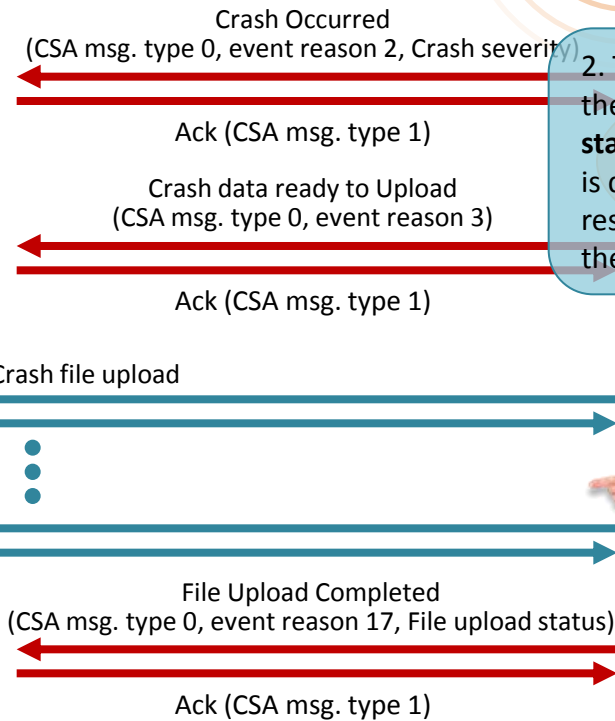 Crash Occurred
(CSA msg. type 0, event reason 2, Crash severity)
2.
the
sta
is
res
the
Ack (CSA msg. type 1)
Crash data ready to Upload
(CSA msg. type 0, event reason 3)
Ack (CSA msg. type 1)
Crash file upload
File Upload Completed
(CSA msg. type 0, event reason 17, File upload status)
Ack (CSA msg. type 1)